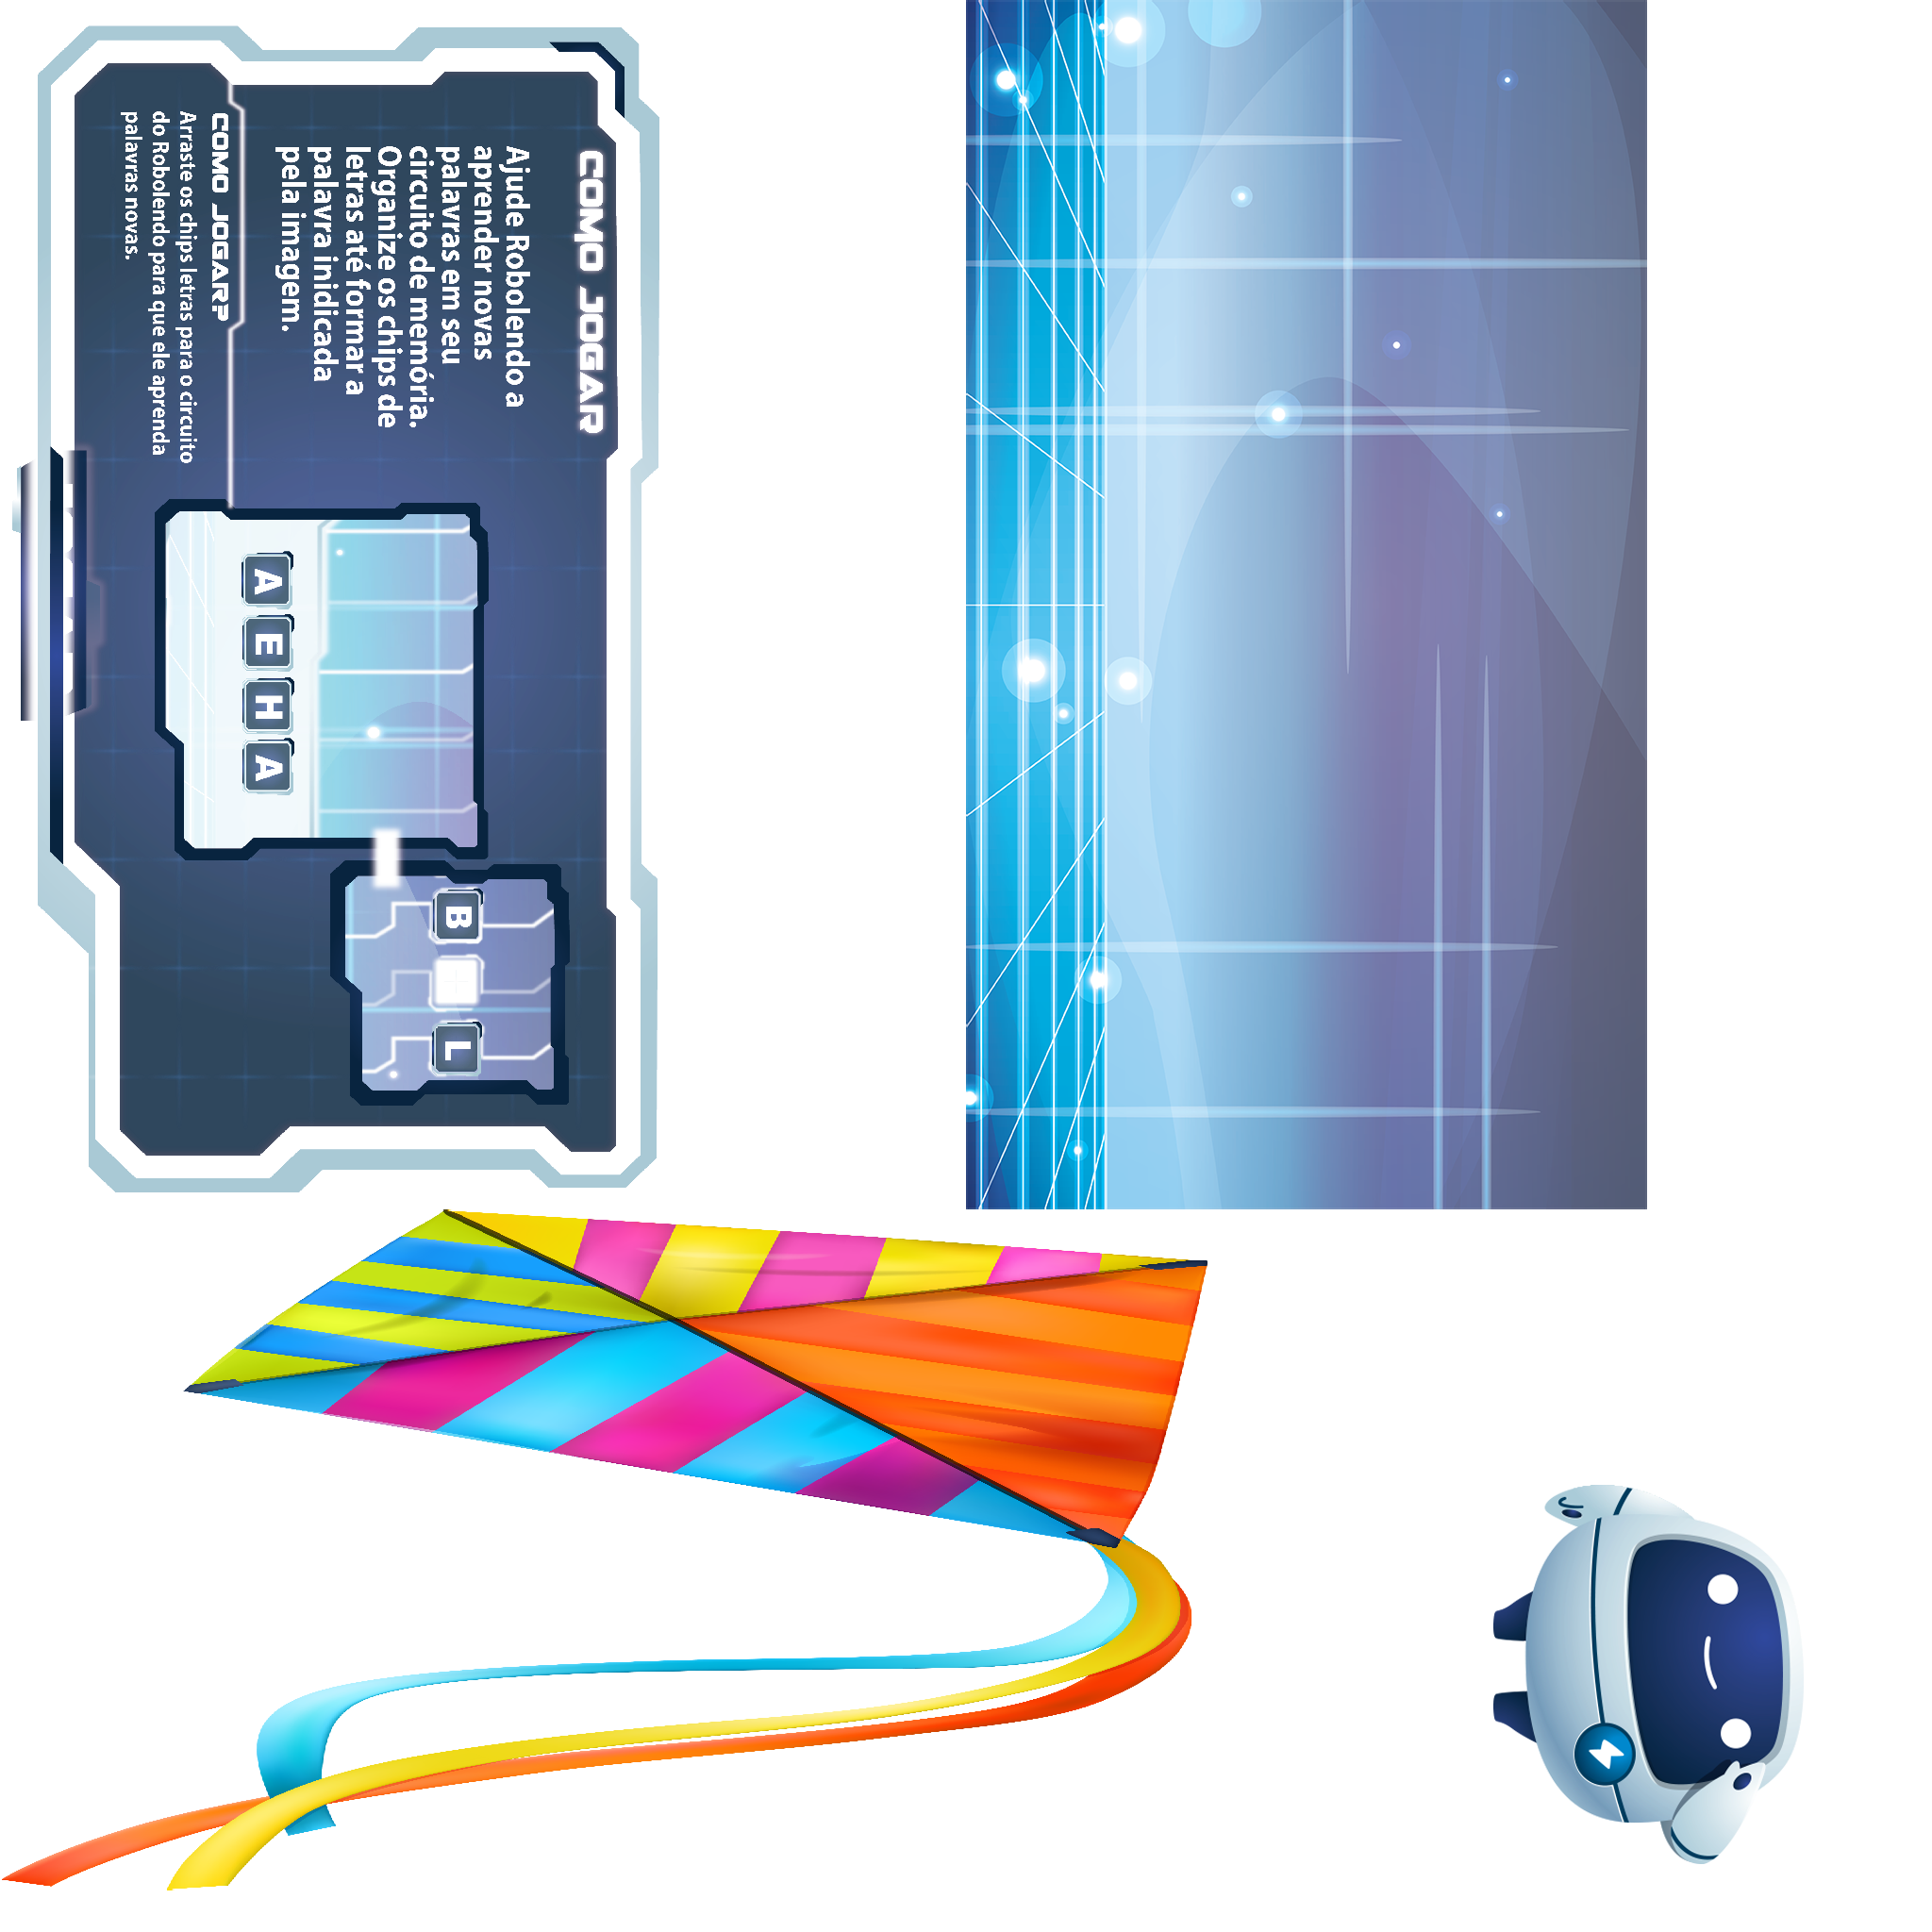 COMO JOGAR
Ajude Robolendo a
aprender novas
palavras em seu
circuito de memória.
Organize os chips de
letras até formar a
palavra inidicada
pela imagem.
COMO JOGAR?
Arraste os chips letras para o circuito
do Robolendo para que ele aprenda
palavras novas.
A E H A
B L